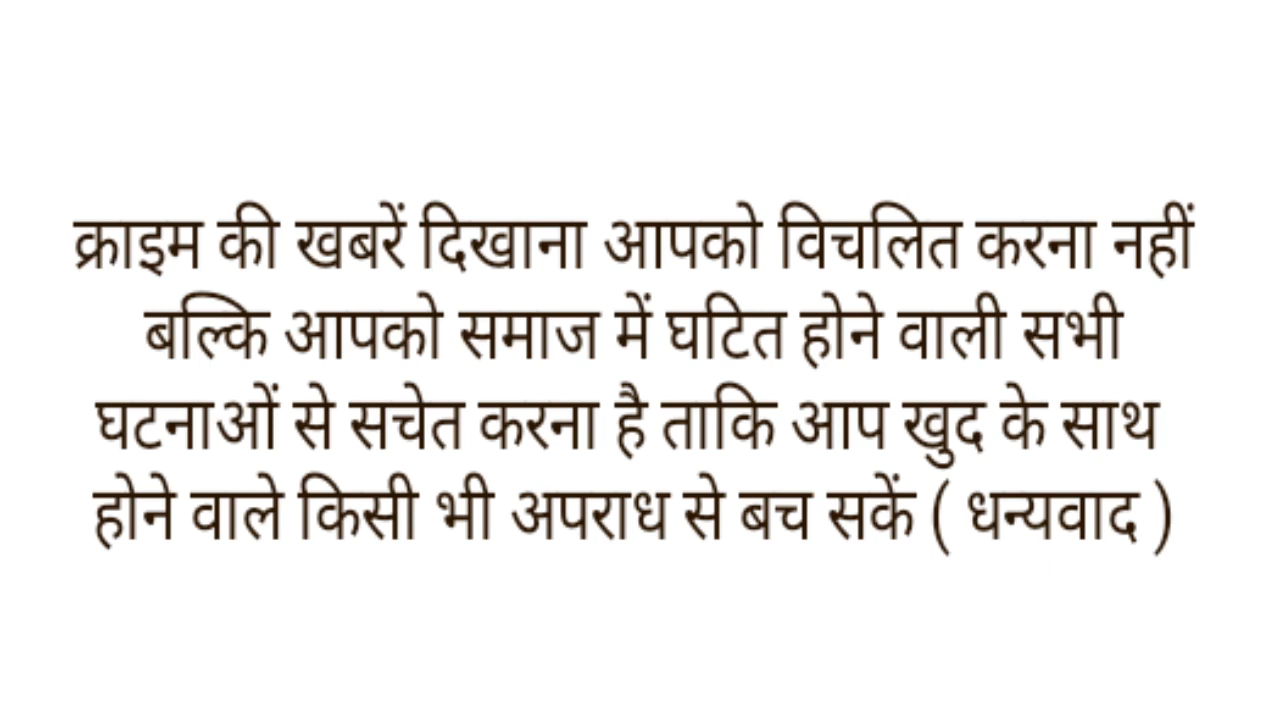 क्राइम की खबरें दिखाना आपको विचलित करना नहीं
बल्कि आपको समाज में घटित होने वाली सभी
घटनाओं से सचेत करना है ताकि आप खुद के साथ
होने वाले किसी भी अपराध से बच सकें ( धन्यवाद )